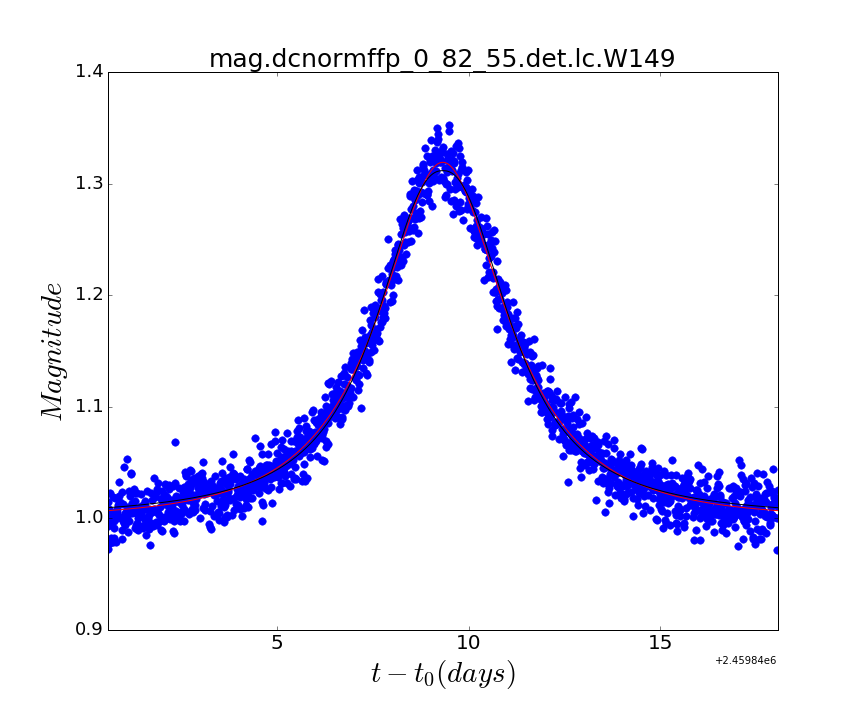 mag.dcnormffp_0_82_55.det.lc.W149
1.4
1.3
1.2
1.1
1.0
0.9
Magnitude
5 10 15
+2.45984e6
t − t₀(days)